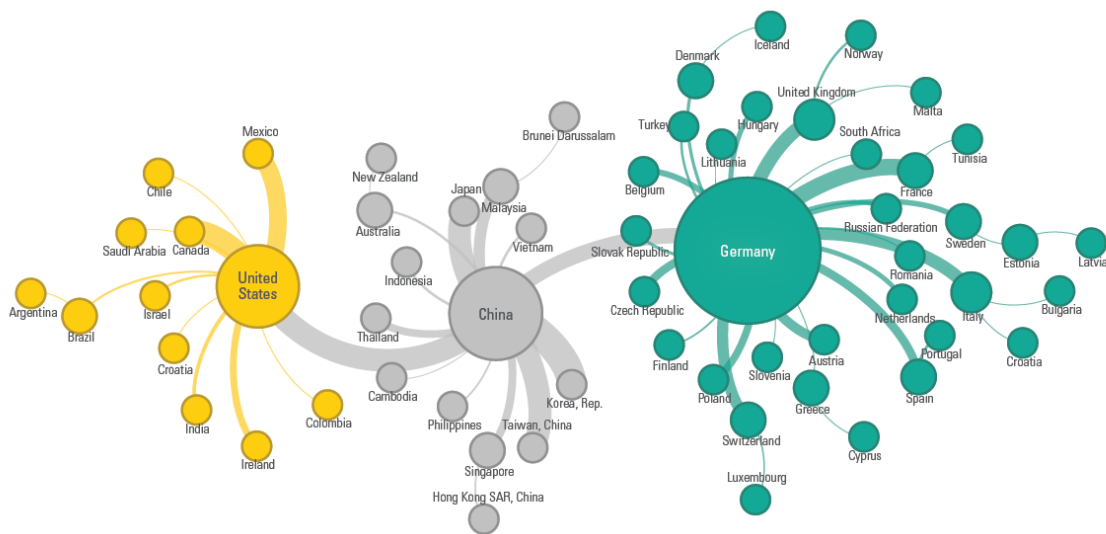 Iceland
Norway
Denmark
Mexico
United Kingdom
Malta
Brunei Darussalam
Turkey
Hungary
South Africa
Tunisia
Lithuania
New Zealand
Japan
Malaysia
Belgium
France
Chile
Saudi Arabia
Canada
Australia
Vietnam
Russian Federation
Sweden
Slovak Republic
Germany
Estonia
Latvia
Romania
United
States
Indonesia
Argentina
Brazil
Israel
China
Czech Republic
Netherlands
Italy
Bulgaria
Thailand
Portugal
Croatia
Croatia
Finland
Slovenia
Austria
Cambodia
Korea, Rep.
Poland
Greece
Spain
India
Colombia
Philippines
Taiwan, China
Switzerland
Cyprus
Ireland
Singapore
Luxembourg
Hong Kong SAR, China